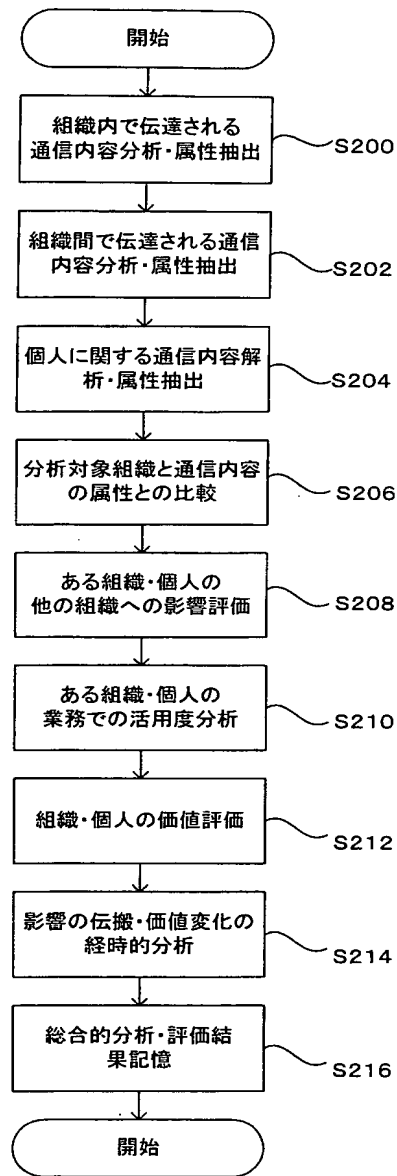 開始
組織内で伝達される
通信内容分析・属性抽出
S200
組織間で伝達される通信
内容分析・属性抽出
S202
個人に関する通信内容解
析・属性抽出
S204
分析対象組織と通信内容
の属性との比較
S206
ある組織・個人の
他の組織への影響評価
S208
ある組織・個人の
業務での活用度分析
S210
組織・個人の価値評価
S212
影響の伝搬・価値変化の
経時的分析
S214
総合的分析・評価結
果記憶
S216
開始